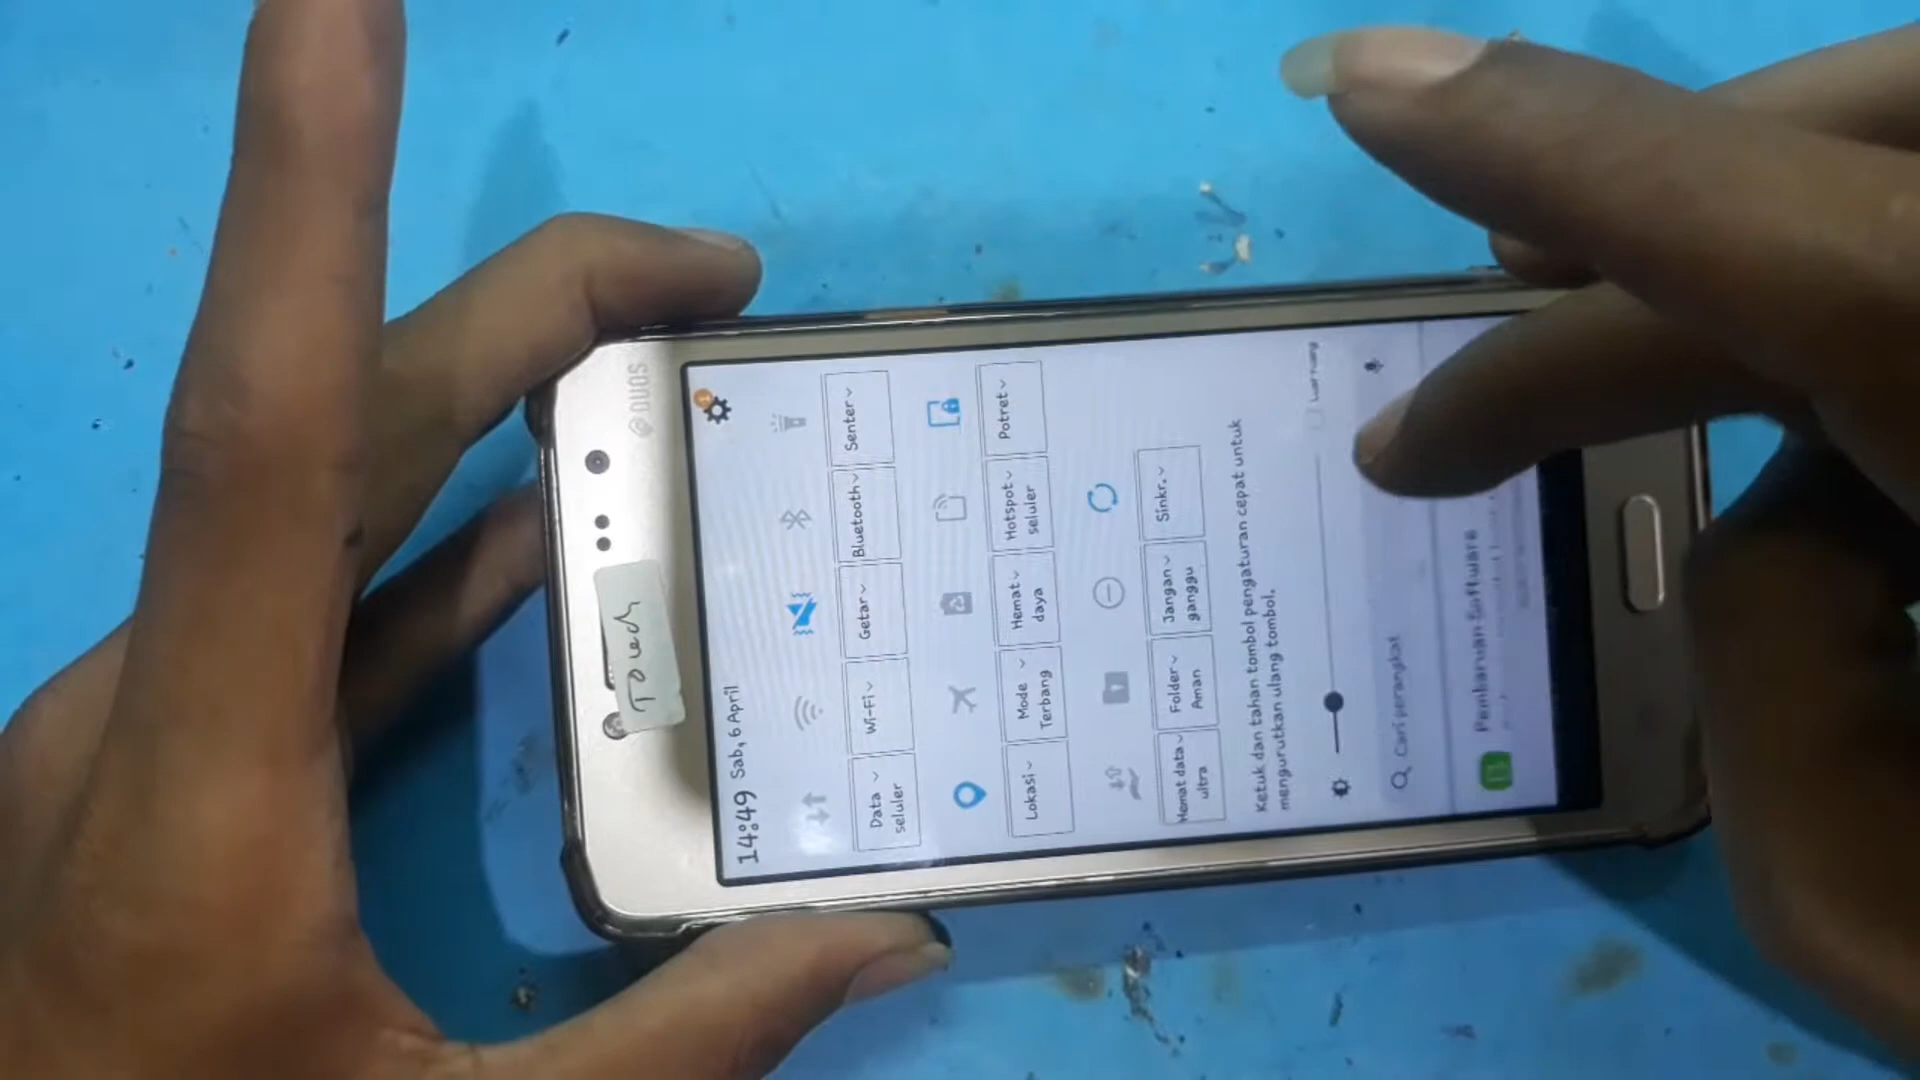 DUOS
Touch
14:49 Sab, 6 April
Data seluler
Wi-Fi
Getar
Bluetooth
Senter
Lokasi
Mode Terbang
Hemat daya
Hotspot seluler
Potret
Hemat data ultra
Folder Aman
Jangan ganggu
Sinkr.
Ketuk dan tahan tombol pengaturan cepat untuk
mengurutkan ulang tombol.
Luar ruang
Cari perangkat
Pembaruan Software